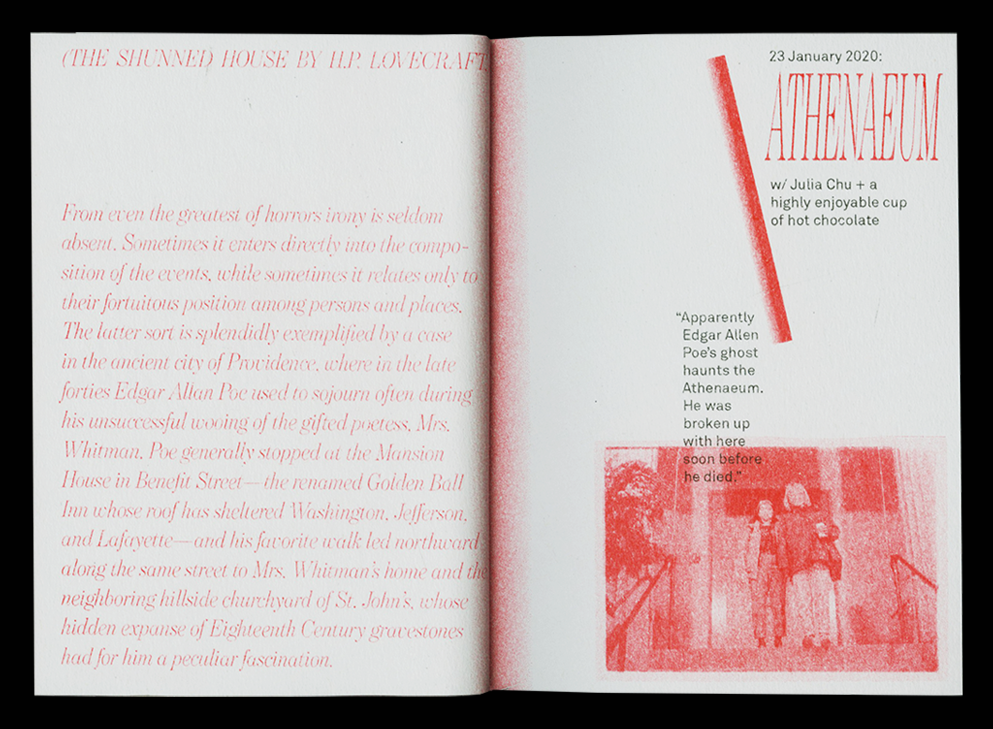 (THE SHUNNED) HOUSE BY H.P. LOVECRAFT
From even the greatest of horrors irony is seldom
absent. Sometimes it enters directly into the compo-
sition of the events, while sometimes it relates only to
their fortuitous position among persons and places.
The latter sort is splendidly exemplified by a case
in the ancient city of Providence, where in the late
forties Edgar Allan Poe used to sojourn often during
his unsuccessful wooing of the gifted poetess, Mrs.
Whitman. Poe generally stopped at the Mansion
House in Benefit Street—the renamed Golden Ball
Inn whose roof has sheltered Washington, Jefferson,
and Lafayette—and his favorite walk led northward
along the same street to Mrs. Whitman's home and the
neighboring hillside churchyard of St. John's, whose
hidden expanse of Eighteenth Century gravestones
had for him a peculiar fascination.
23 January 2020:
ATHENAEUM
w/ Julia Chu + a
highly enjoyable cup
of hot chocolate
“Apparently
Edgar Allen
Poe's ghost
haunts the
Athenaeum.
He was
broken up
with here
soon before
he died.”